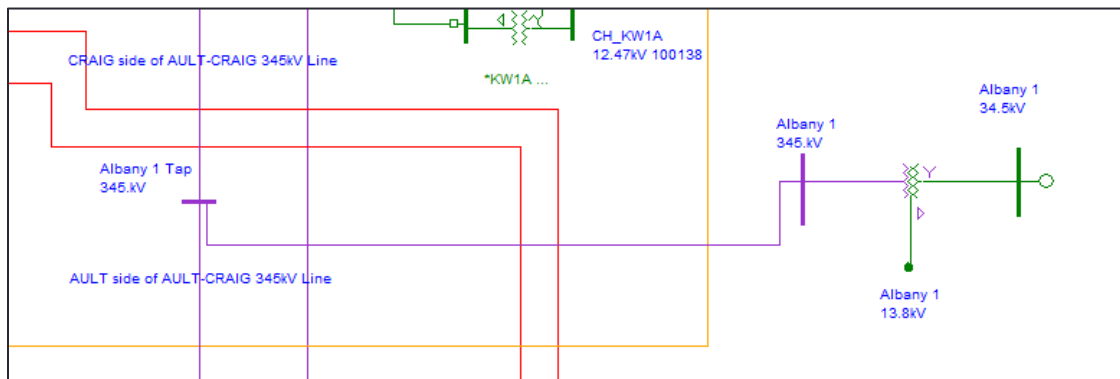 CH_KW1A
12.47kV 100138
CRAIG side of AULT-CRAIG 345kV Line
*KW1A ...
Albany 1
34.5kV
Albany 1
345.kV
Albany 1 Tap
345.kV
AULT side of AULT-CRAIG 345kV Line
Albany 1
13.8kV